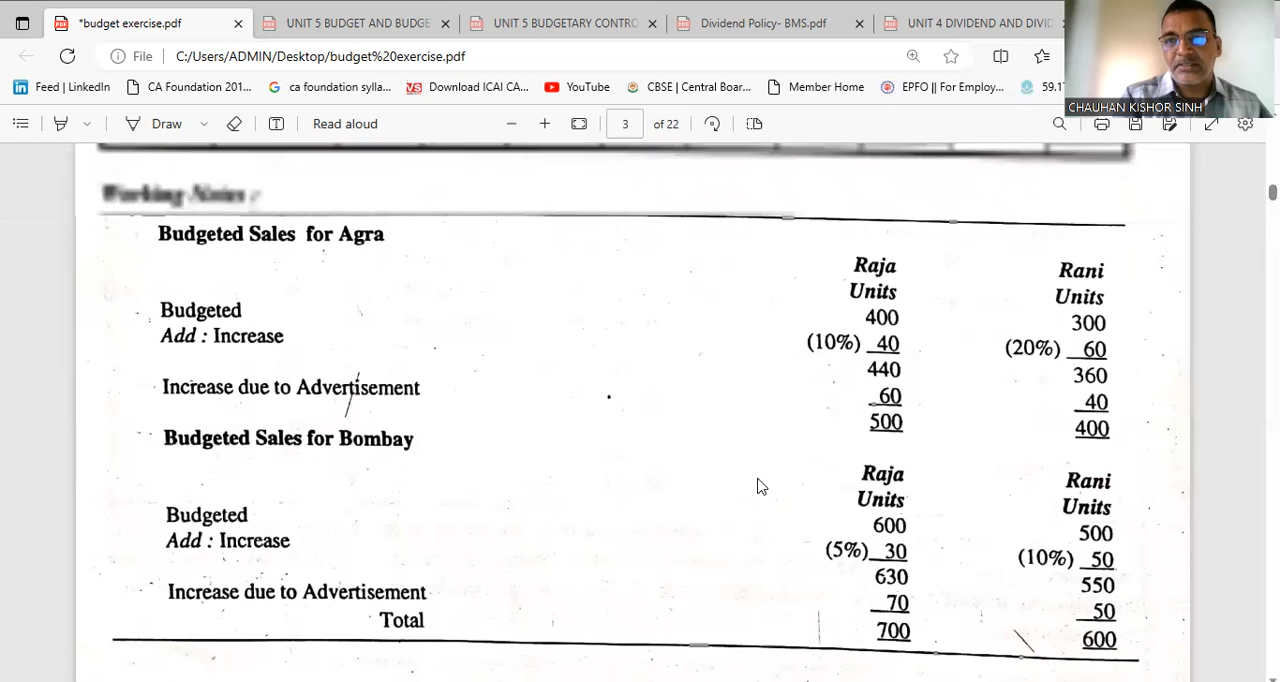 *budget exercise.pdf
UNIT 5 BUDGET AND BUDGE
UNIT 5 BUDGETARY CONTRO
Dividend Policy- BMS.pdf
UNIT 4 DIVIDEND AND DIVID
File
C:/Users/ADMIN/Desktop/budget%20exercise.pdf
Feed | LinkedIn
CA Foundation 201...
ca foundation sylla...
Download ICAI CA...
YouTube
CBSE | Central Boar...
Member Home
EPFO || For Employ...
59.1
CHAUHAN KISHOR SINH
Draw
Read aloud
3 of 22
Working Notes :
Budgeted Sales for Agra
Raja Rani
Units Units
Budgeted 400 300
Add : Increase (10%) 40 (20%) 60
440 360
Increase due to Advertisement 60 40
500 400
Budgeted Sales for Bombay
Raja Rani
Units Units
Budgeted 600 500
Add : Increase (5%) 30 (10%) 50
630 550
Increase due to Advertisement 70 50
Total 700 600